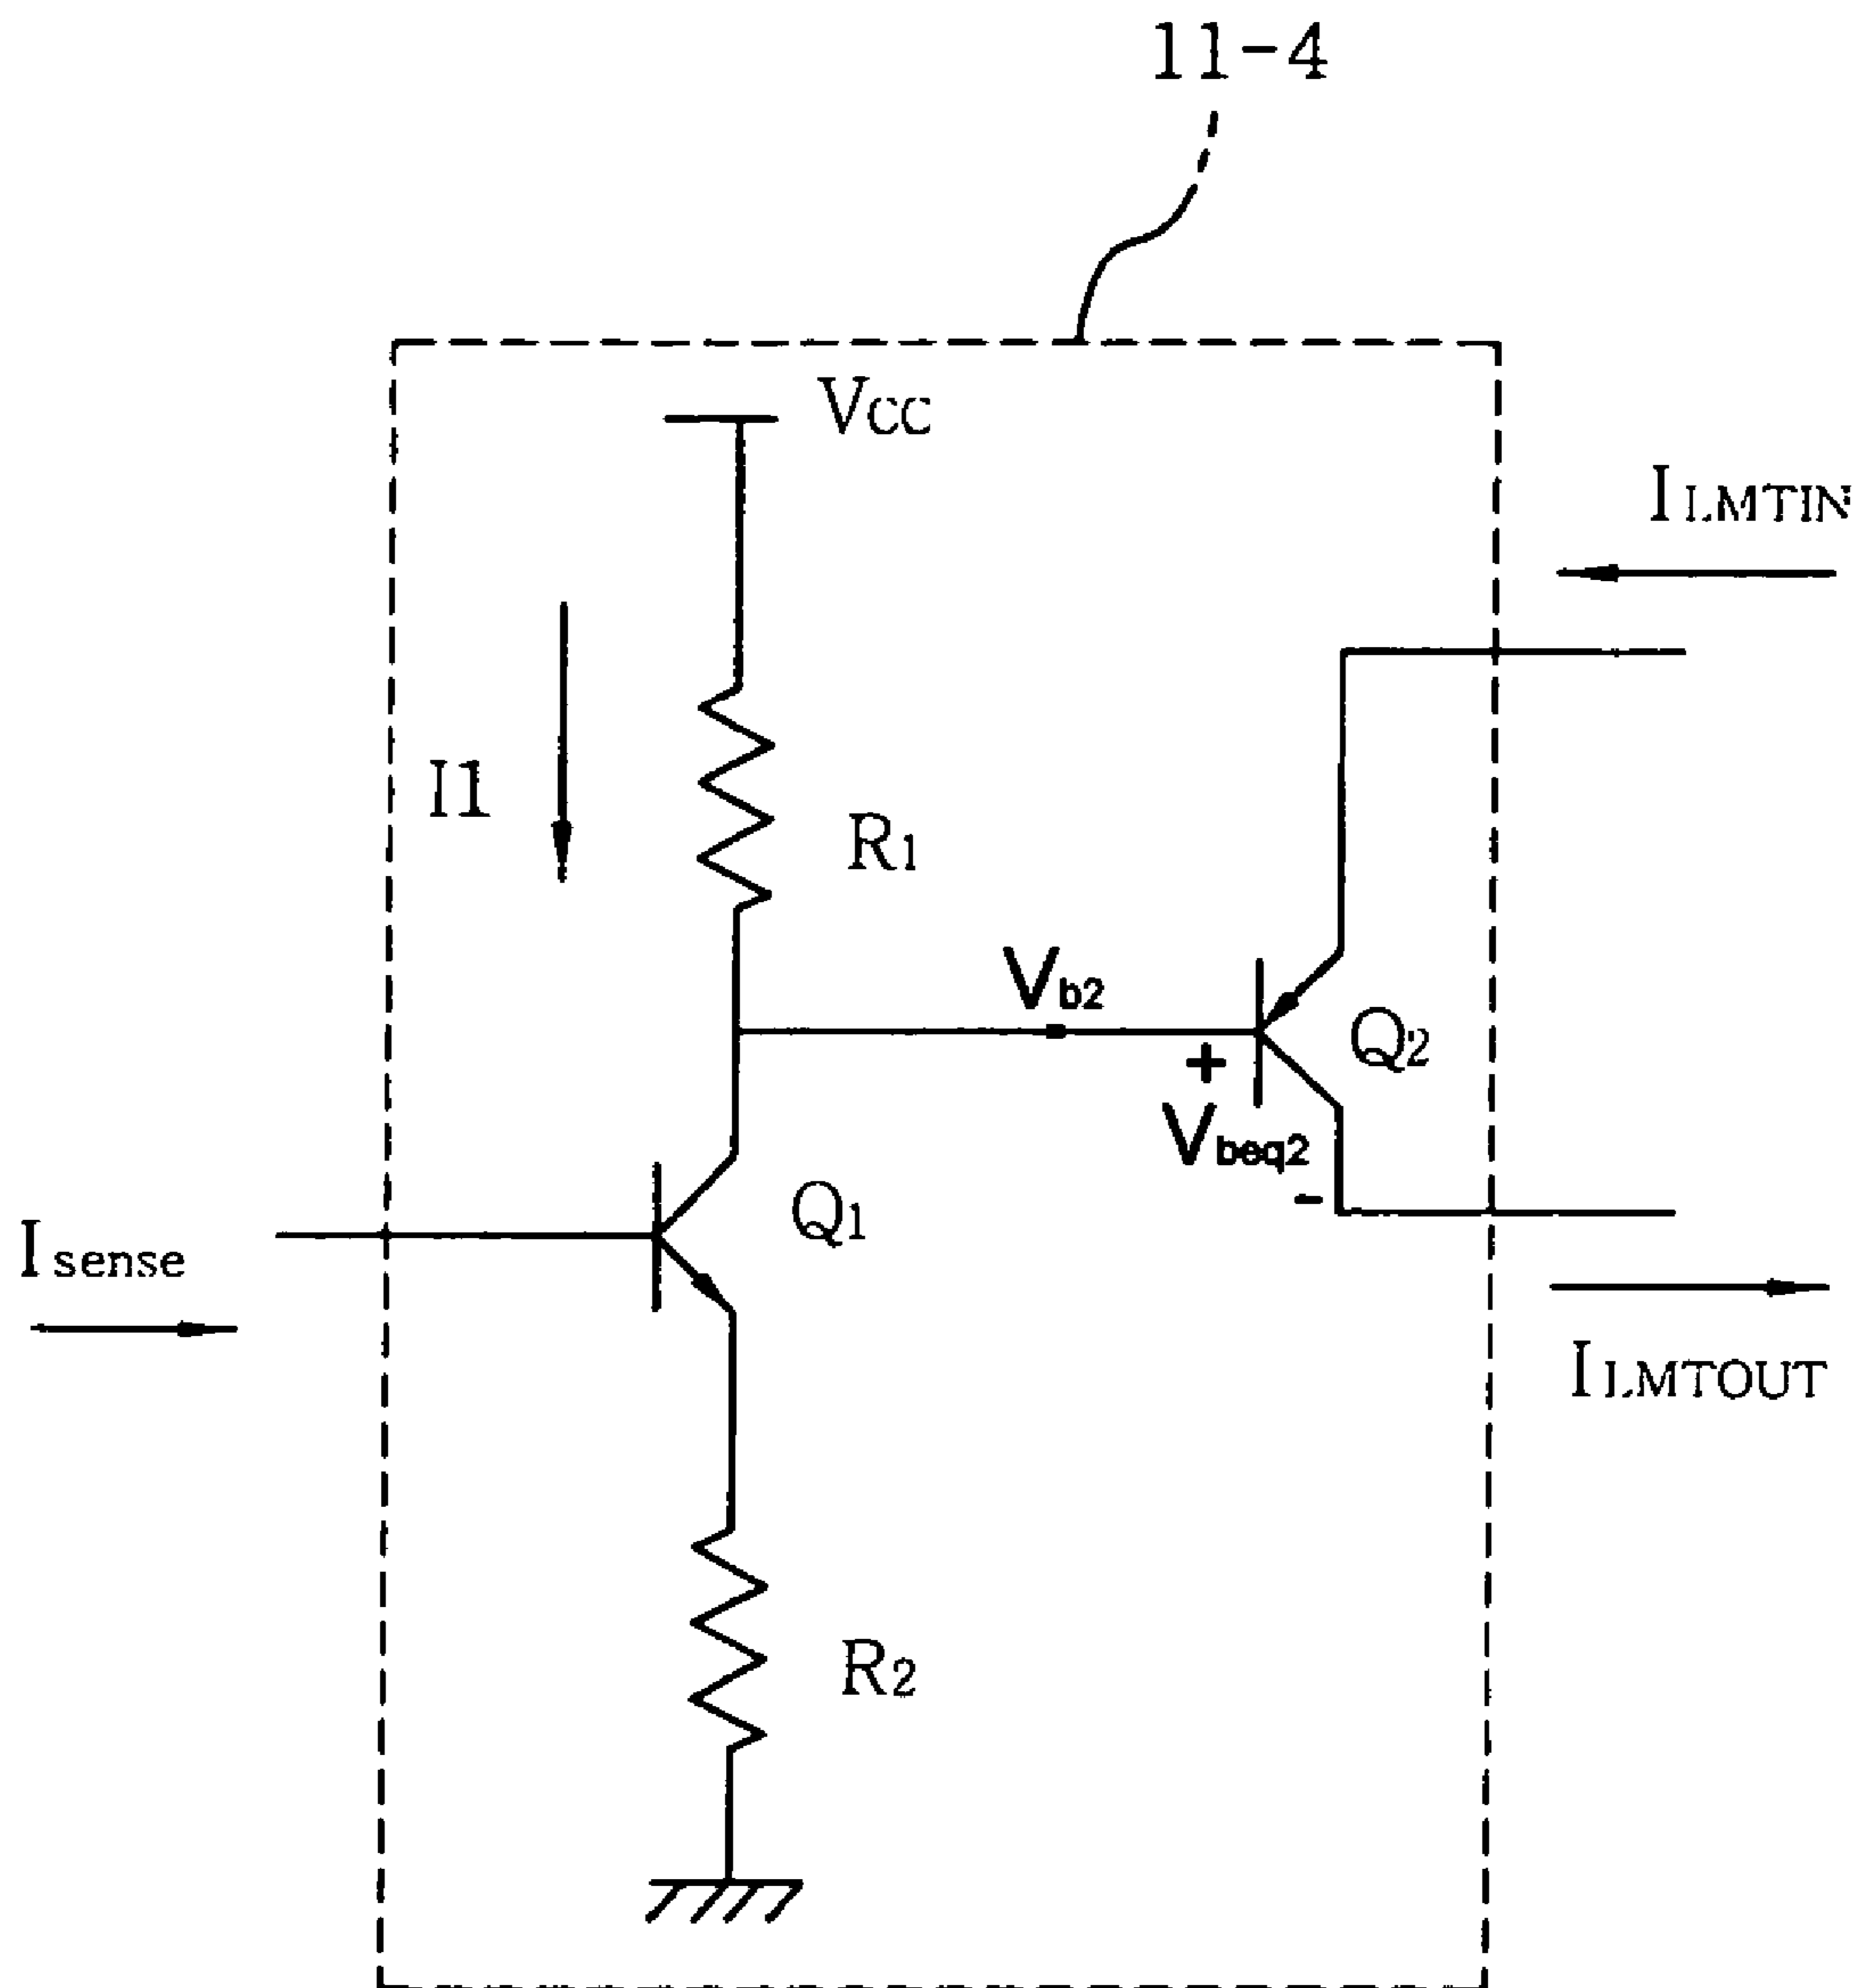 11-4
VCC
ILMTIN
I1
R1
Vb2
Q2
+
Vbeq2
-
Q1
Isense
ILMTOUT
R2